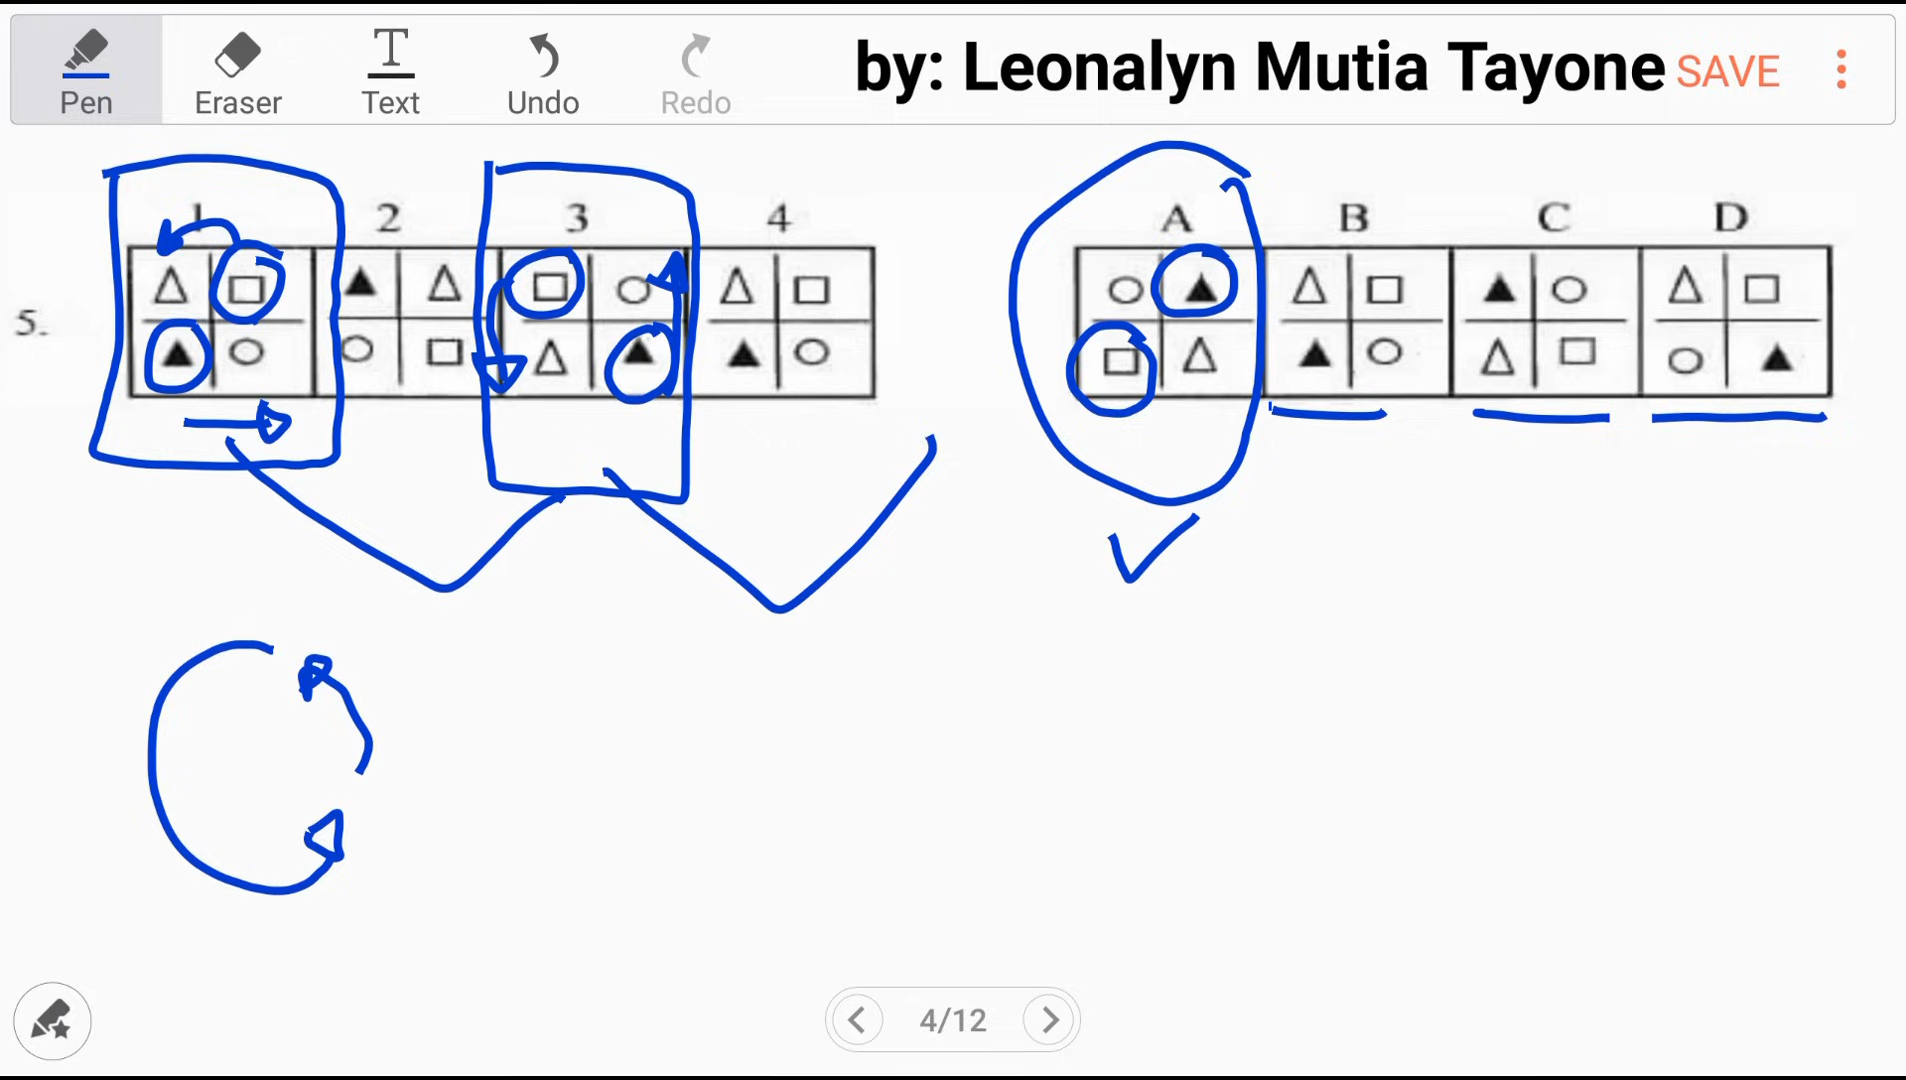 Pen Eraser Text Undo Redo by: Leonalyn Mutia Tayone SAVE
1 2 3 4 A B C D
5.
4/12